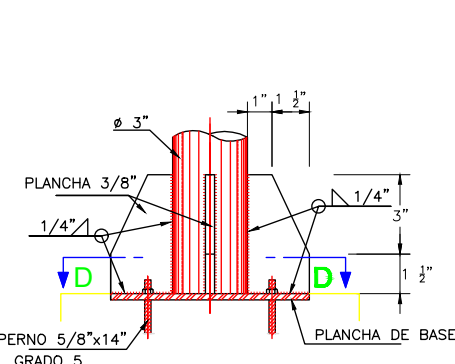 1" 1 1/2"
ø 3"
PLANCHA 3/8"
1/4"
1/4"
3"
D
D
1 1/2"
PERNO 5/8"x14"
GRADO 5
PLANCHA DE BASE